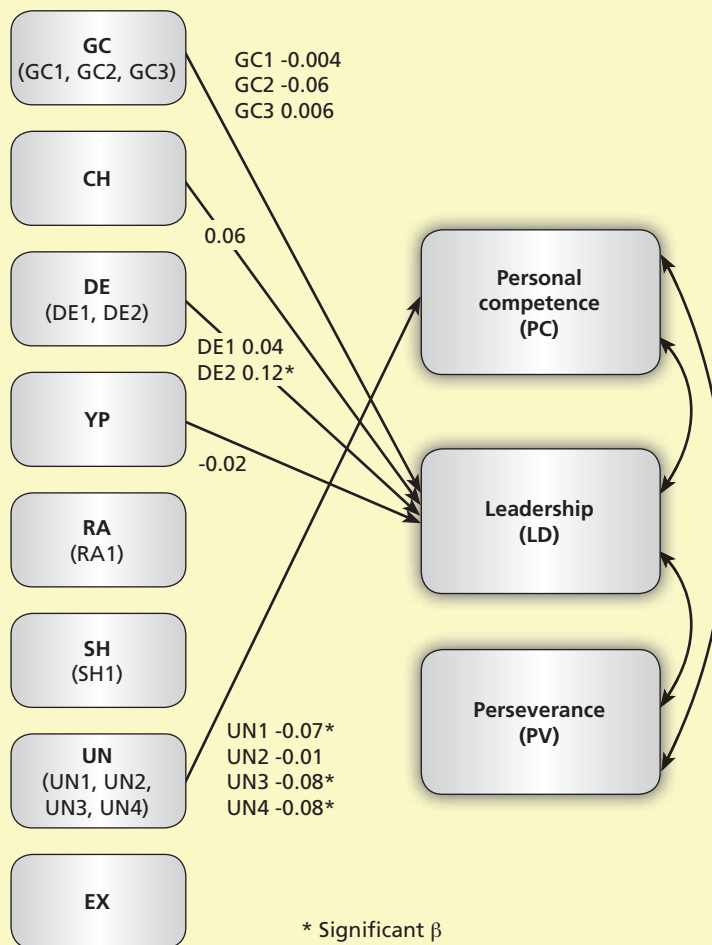 GC
(GC1, GC2, GC3)
GC1 -0.004
GC2 -0.06
GC3 0.006
CH
0.06
DE
(DE1, DE2)
DE1 0.04
DE2 0.12*
YP
-0.02
RA
(RA1)
SH
(SH1)
UN
(UN1, UN2,
UN3, UN4)
UN1 -0.07*
UN2 -0.01
UN3 -0.08*
UN4 -0.08*
EX
Personal
competence
(PC)
Leadership
(LD)
Perseverance
(PV)
* Significant β